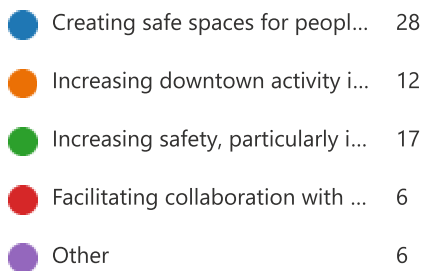 Creating safe spaces for peopl... 28
Increasing downtown activity i... 12
Increasing safety, particularly i... 17
Facilitating collaboration with ... 6
Other 6